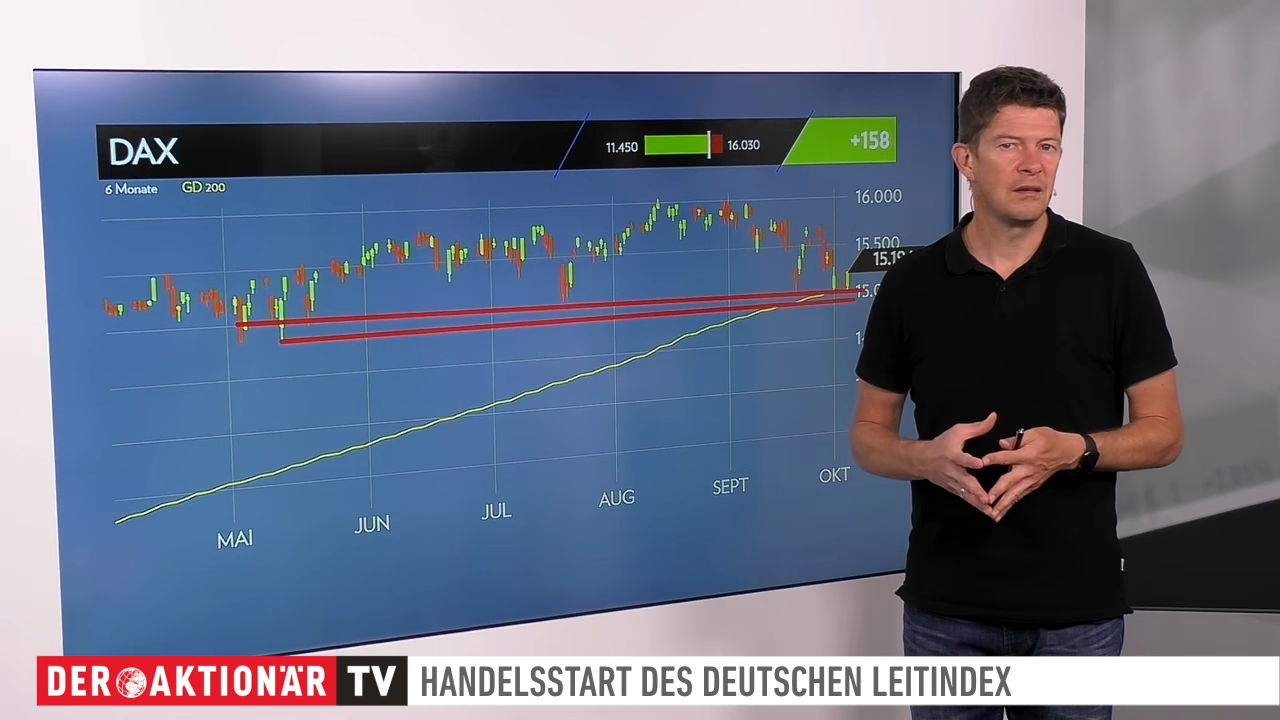 DAX
11.450
16.030
+158
6 Monate GD 200
16.000
15.500
MAI
JUN
JUL
AUG
SEPT
OKT
DER AKTIONÄR TV
HANDELSSTART DES DEUTSCHEN LEITINDEX